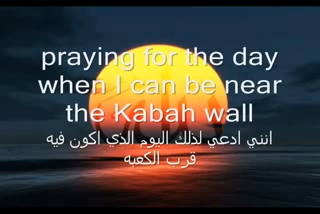 praying for the day
when I can be near
the Kabah wall
انني ادعي لذلك اليوم الذي اكون فيه
قرب الكعبه